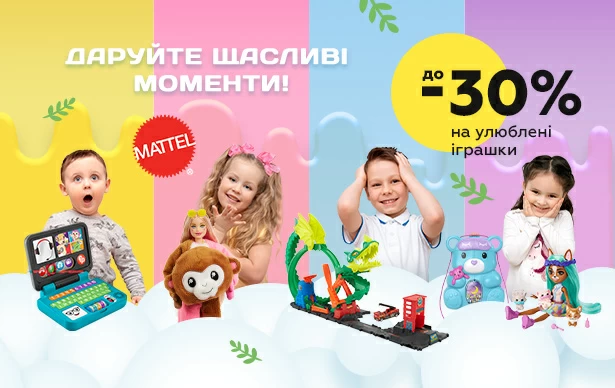 ДАРУЙТЕ ЩАСЛИВІ
МОМЕНТИ!
до
-30%
на улюблені
іграшки
MATTEL
®